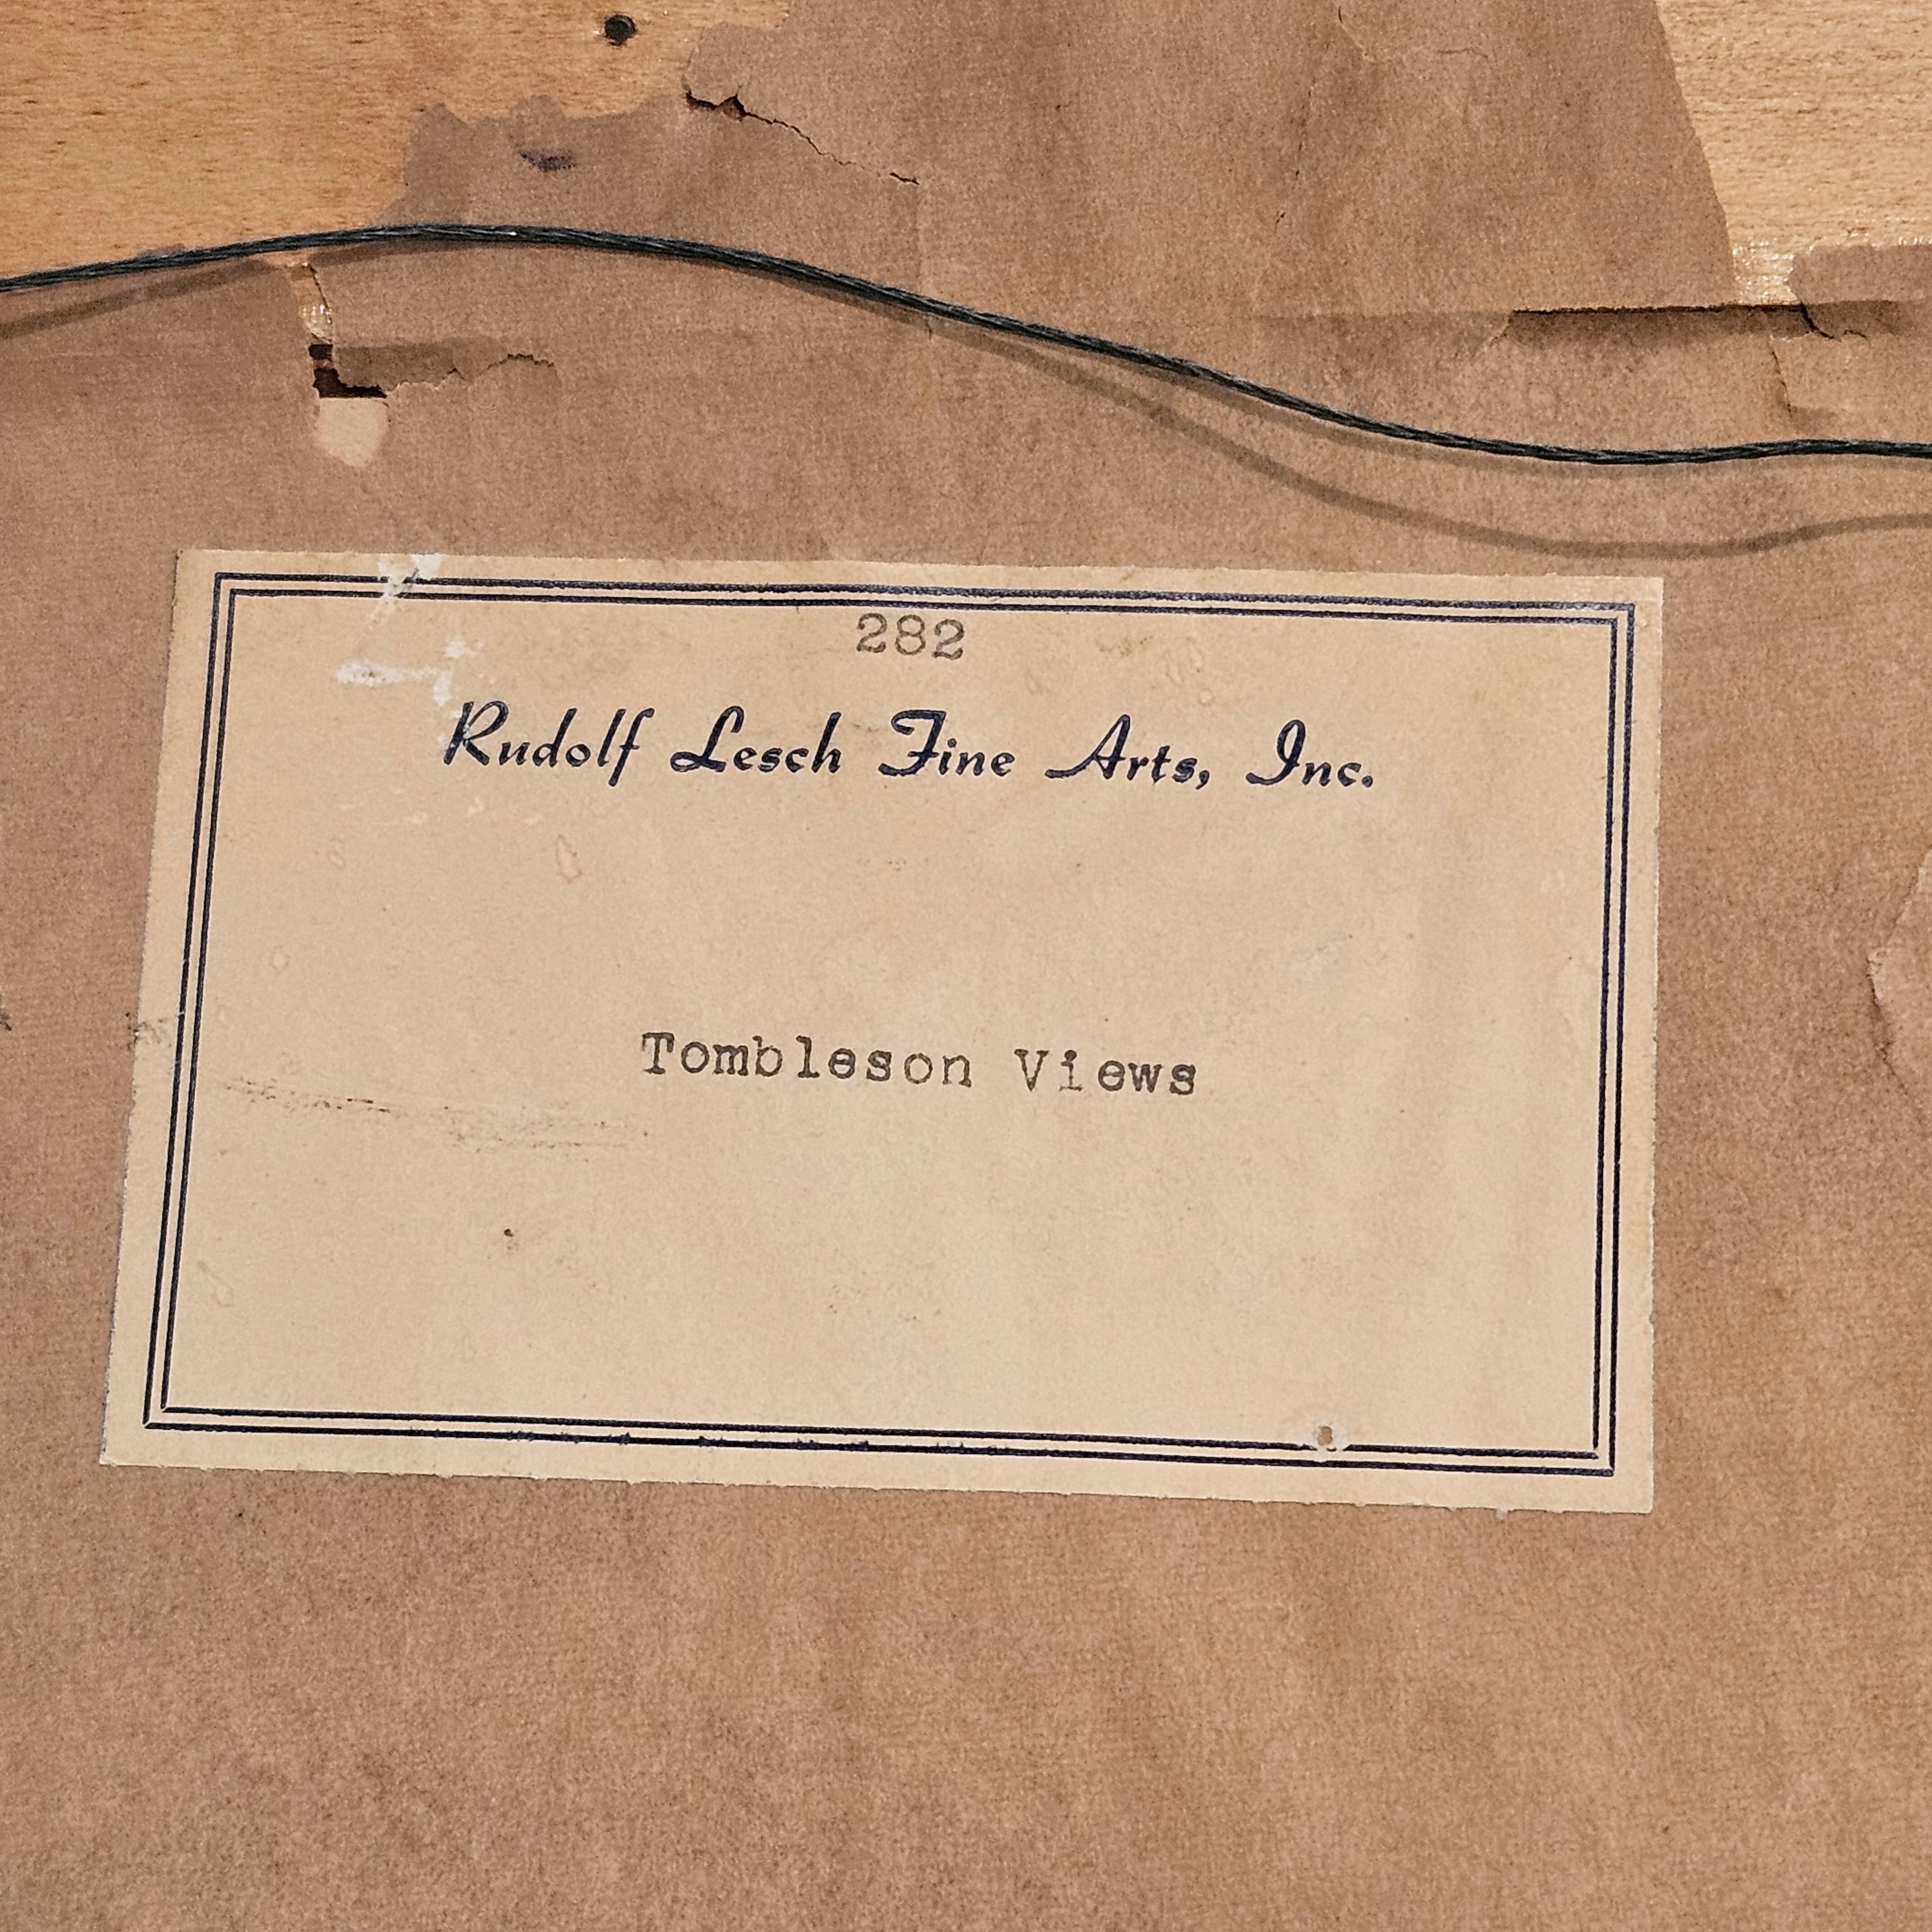 282
Rudolf Lesch Fine Arts, Inc.
Tombleson Views